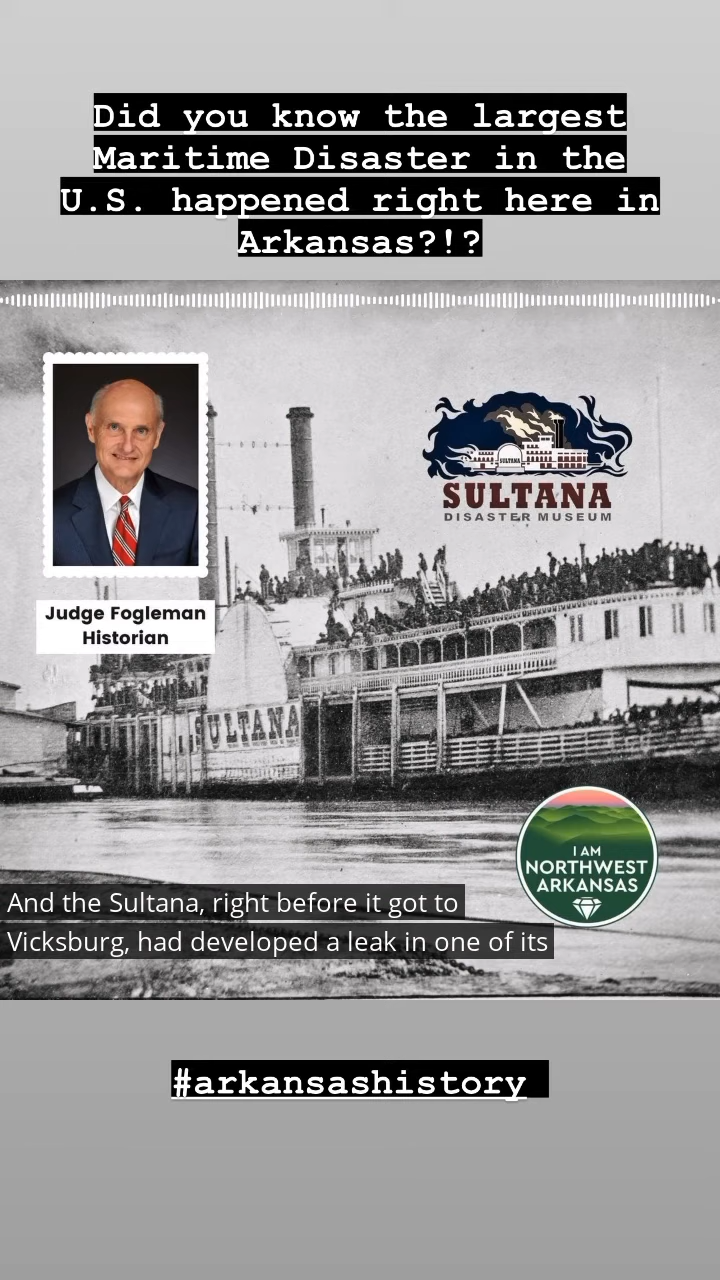 Did you know the largest
Maritime Disaster in the
U.S. happened right here in
Arkansas?!?
SULTANA
SULTANA
DISASTER MUSEUM
Judge Fogleman
Historian
SULTANA
I AM
NORTHWEST
ARKANSAS
And the Sultana, right before it got to
Vicksburg, had developed a leak in one of its
#arkansashistory